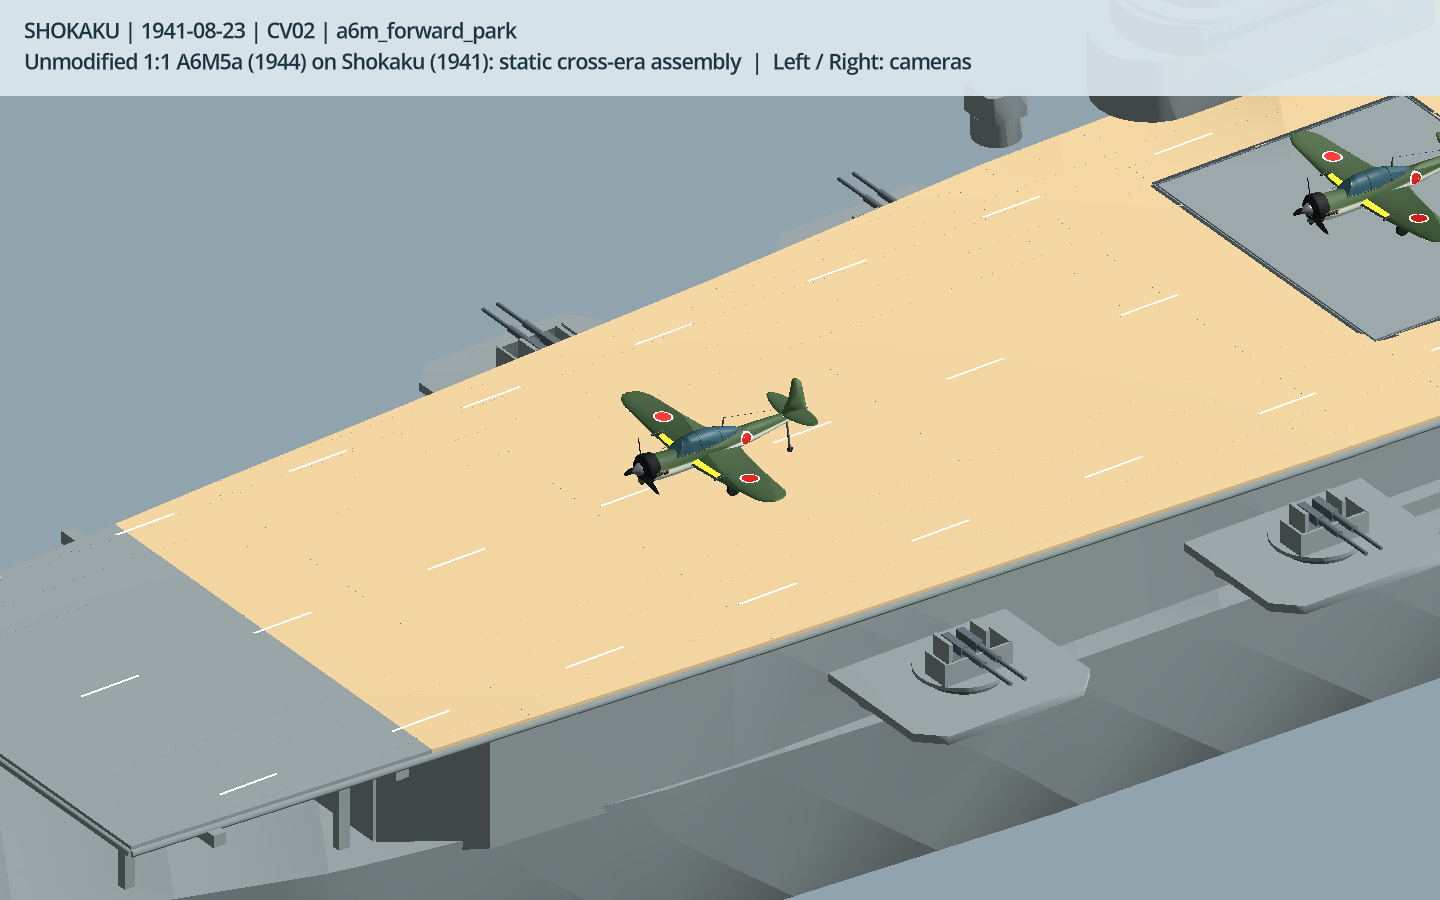 SHOKAKU | 1941-08-23 | CV02 | a6m_forward_park
Unmodified 1:1 A6M5a (1944) on Shokaku (1941): static cross-era assembly | Left / Right: cameras